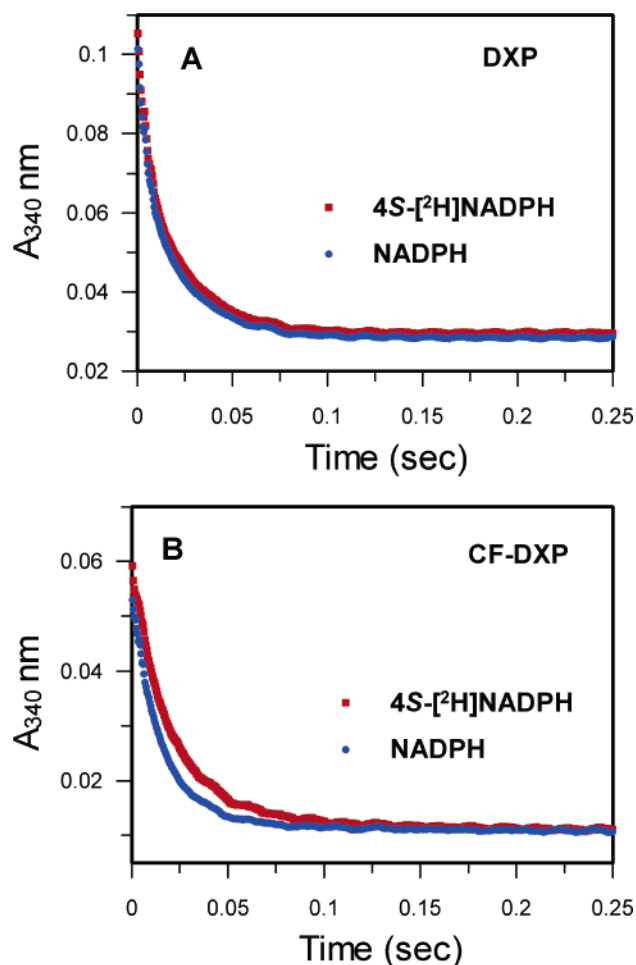 A
DXP
0.1
0.08
0.06
0.04
0.02
A₃₄₀ nm
4S-[²H]NADPH
NADPH
0 0.05 0.1 0.15 0.2 0.25
Time (sec)
B
CF-DXP
0.06
0.04
0.02
A₃₄₀ nm
4S-[²H]NADPH
NADPH
0 0.05 0.1 0.15 0.2 0.25
Time (sec)